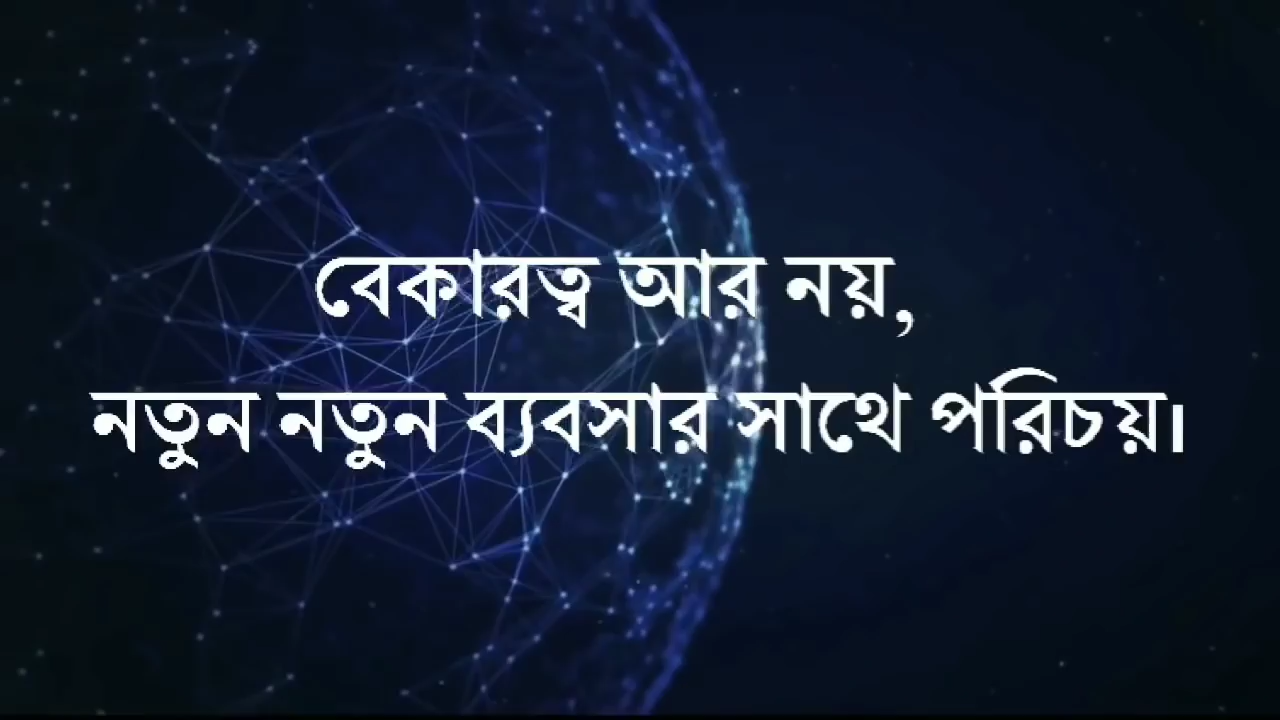 বেকারত্ব আর নয়,
নতুন নতুন ব্যবসার সাথে পরিচয়।